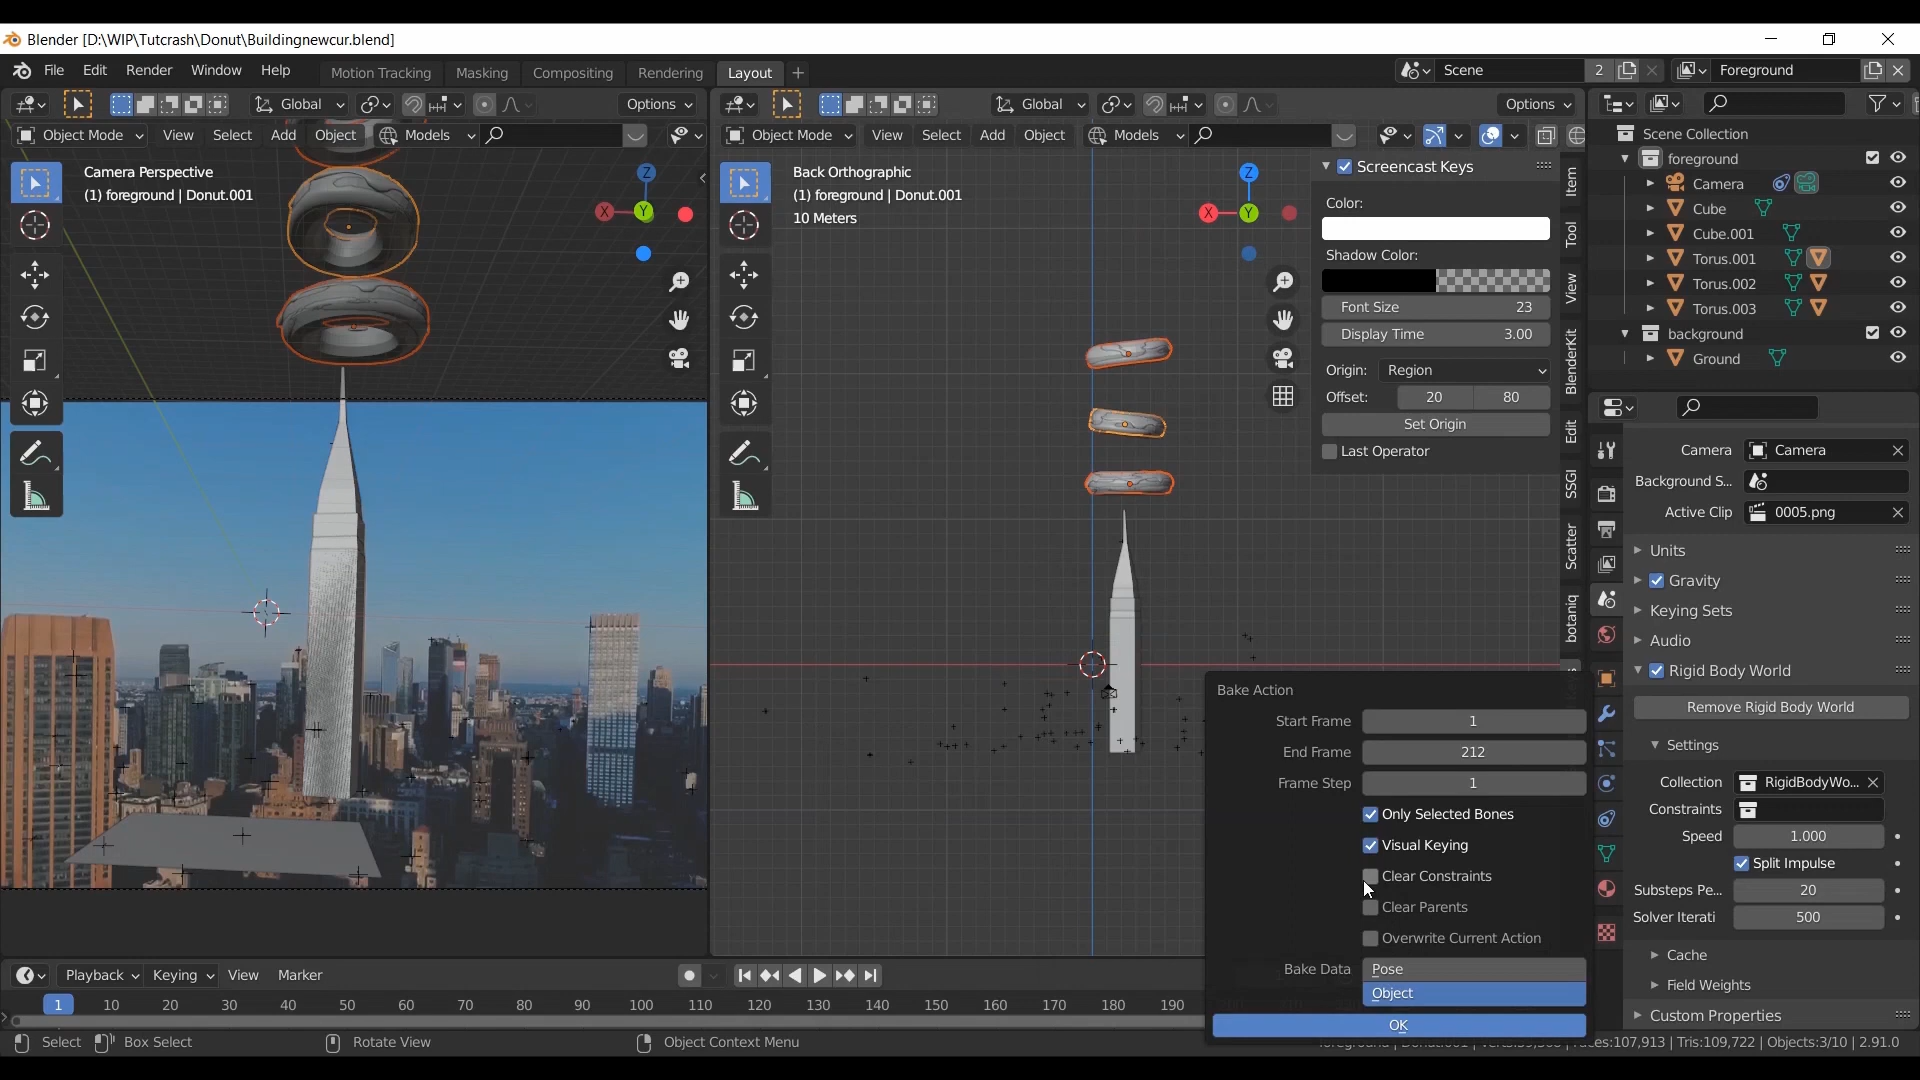 Blender [D:\WIP\Tutcrash\Donut\Buildingnewcur.blend]
File Edit Render Window Help Motion Tracking Masking Compositing Rendering Layout + Scene 2 Foreground
Global Options Global Options
Object Mode View Select Add Object Models Object Mode View Select Add Object Models
Camera Perspective
(1) foreground | Donut.001
Z
X
Y
Back Orthographic
(1) foreground | Donut.001
10 Meters
Z
X
Y
Screencast Keys
Color:
Shadow Color:
Font Size 23
Display Time 3.00
Origin: Region
Offset: 20 80
Set Origin
Last Operator
Item
Tool
View
BlenderKit
Edit
SSGI
Scatter
botaniq
Scene Collection
foreground
Camera
Cube
Cube.001
Torus.001
Torus.002
Torus.003
background
Ground
Camera Camera
Background S...
Active Clip 0005.png
Units
Gravity
Keying Sets
Audio
Rigid Body World
Remove Rigid Body World
Settings
Collection RigidBodyWo...
Constraints
Speed 1.000
Split Impulse
Substeps Pe... 20
Solver Iterati 500
Cache
Field Weights
Custom Properties
Bake Action
Start Frame 1
End Frame 212
Frame Step 1
Only Selected Bones
Visual Keying
Clear Constraints
Clear Parents
Overwrite Current Action
Bake Data Pose
Object
OK
Playback Keying View Marker
1 10 20 30 40 50 60 70 80 90 100 110 120 130 140 150 160 170 180 190
Select Box Select Rotate View Object Context Menu
107,913 | Tris:109,722 | Objects:3/10 | 2.91.0